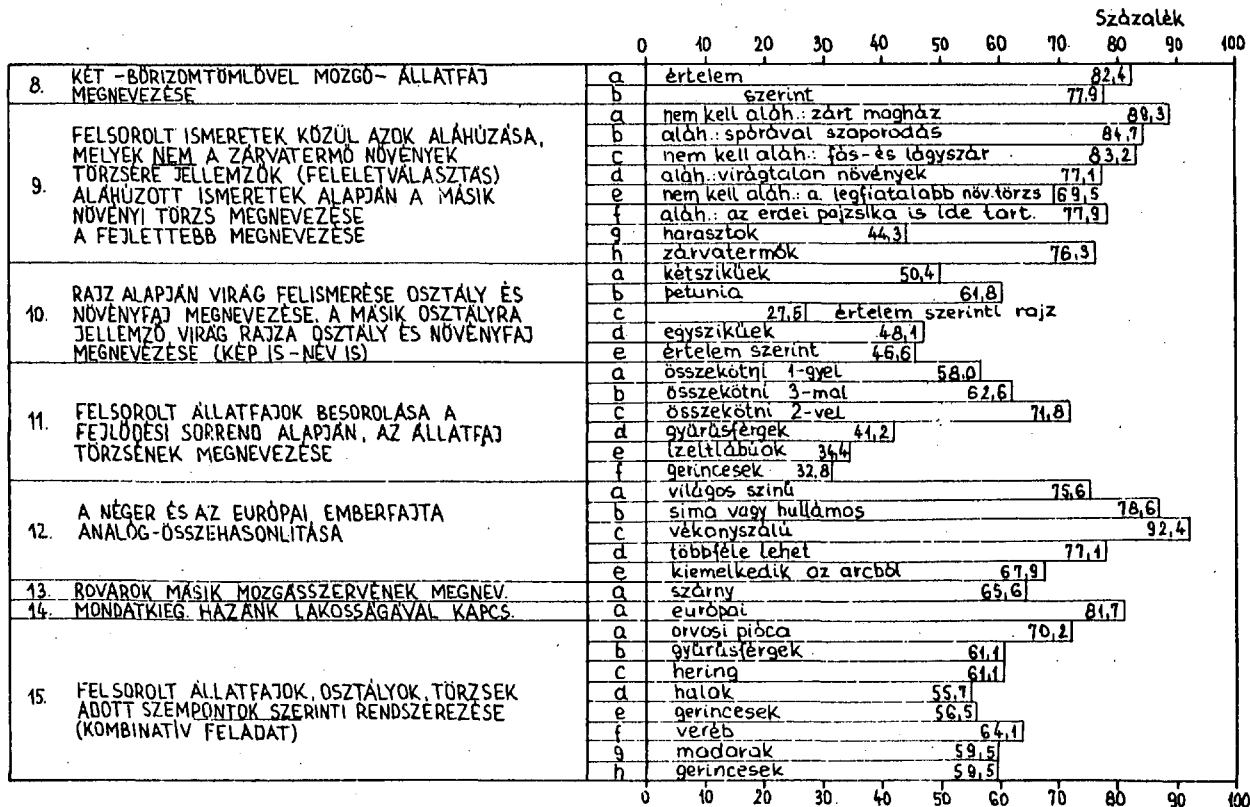 Százalék
0 10 20 30 40 50 60 70 80 90 100
8. KÉT -BŐRIZOMTÖMLŐVEL MOZGÓ- ÁLLATFAJ
MEGNEVEZÉSE
a értelem 82,4
b szerint 77,9
9. FELSOROLT ISMERETEK KÖZÜL AZOK ALÁHÚZÁSA,
MELYEK NEM A ZÁRVATERMŐ NÖVÉNYEK
TÖRZSÉRE JELLEMZŐK (FELELETVÁLASZTÁS)
ALÁHÚZOTT ISMERETEK ALAPJÁN A MÁSIK
NÖVÉNYI TÖRZS MEGNEVEZÉSE
A FEJLETTEBB MEGNEVEZÉSE
a nem kell aláh.: zárt magház 89,3
b aláh.: spórával szaporodás 84,7
c nem kell aláh.: fás- és lágyszár 83,2
d aláh.: virágtalan növények 77,1
e nem kell aláh.: a legfiatalabb növ.törzs 69,5
f aláh.: az erdei pajzsika is ide tart. 77,9
g harasztok 44,3
h zárvatermők 76,3
10. RAJZ ALAPJÁN VIRÁG FELISMERÉSE OSZTÁLY ÉS
NÖVÉNYFAJ MEGNEVEZÉSE. A MÁSIK OSZTÁLYRA
JELLEMZŐ VIRÁG RAJZA OSZTÁLY ÉS NÖVÉNYFAJ
MEGNEVEZÉSE (KÉP IS - NÉV IS)
a kétszikűek 50,4
b petunia 61,8
c 27,5 értelem szerinti rajz
d egyszikűek 48,1
e értelem szerint 46,6
11. FELSOROLT ÁLLATFAJOK BESOROLÁSA A
FEJLŐDÉSI SORREND ALAPJÁN, AZ ÁLLATFAJ
TÖRZSÉNEK MEGNEVEZÉSE
a összekötni 1-gyel 58,0
b összekötni 3-mal 62,6
c összekötni 2-vel 71,8
d gyűrűsférgek 41,2
e ízeltlábúak 34,4
f gerincesek 32,8
12. A NÉGER ÉS AZ EURÓPAI EMBERFAJTA
ANALÓG-ÖSSZEHASONLÍTÁSA
a világos színű 75,6
b sima vagy hullámos 78,6
c vékonyszálú 92,4
d többféle lehet 77,1
e kiemelkedik az arcból 67,9
13. ROVAROK MÁSIK MOZGÁSSZERVÉNEK MEGNEV. a szárny 65,6
14. MONDATKIEG. HAZÁNK LAKOSSÁGÁVAL KAPCS. a európai 81,7
15. FELSOROLT ÁLLATFAJOK, OSZTÁLYOK, TÖRZSEK
ADOTT SZEMPONTOK SZERINTI RENDSZEREZÉSE
(KOMBINATÍV FELADAT)
a orvosi pióca 70,2
b gyűrűsférgek 61,1
c hering 61,1
d halak 55,7
e gerincesek 56,5
f veréb 64,1
g madarak 59,5
h gerincesek 59,5
0 10 20 30 40 50 60 70 80 90 100